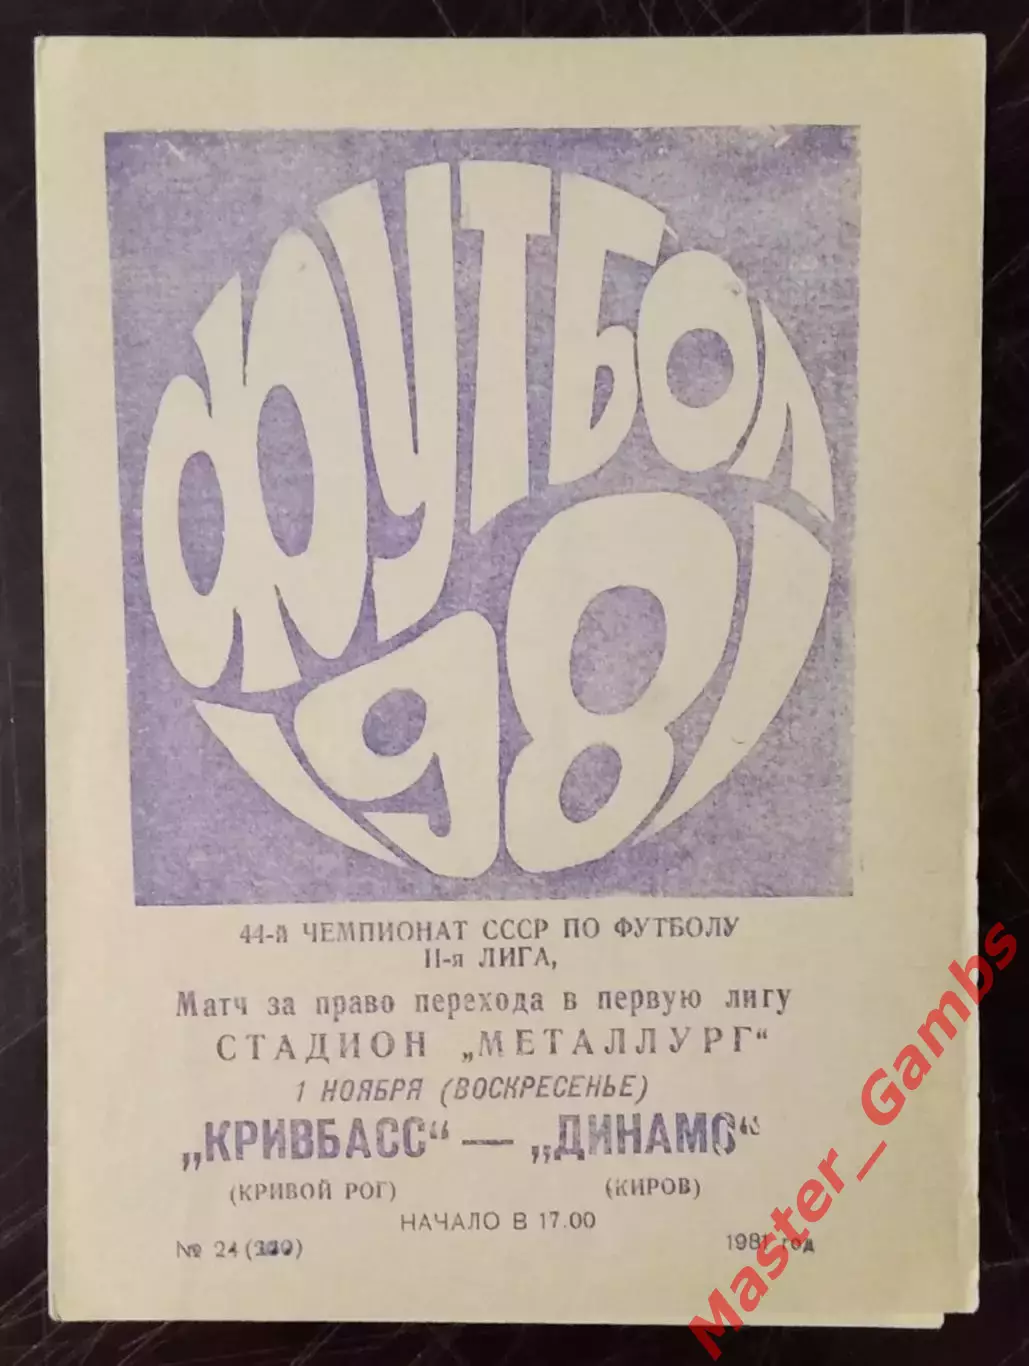 ФУТБОЛ
1981
44-й ЧЕМПИОНАТ СССР ПО ФУТБОЛУ
II-я ЛИГА,
Матч за право перехода в первую лигу
СТАДИОН „МЕТАЛЛУРГ“
1 НОЯБРЯ (ВОСКРЕСЕНЬЕ)
„КРИВБАСС“ — „ДИНАМО“
(КРИВОЙ РОГ) (КИРОВ)
НАЧАЛО В 17.00
№ 24 1981 год
Master_Gambs